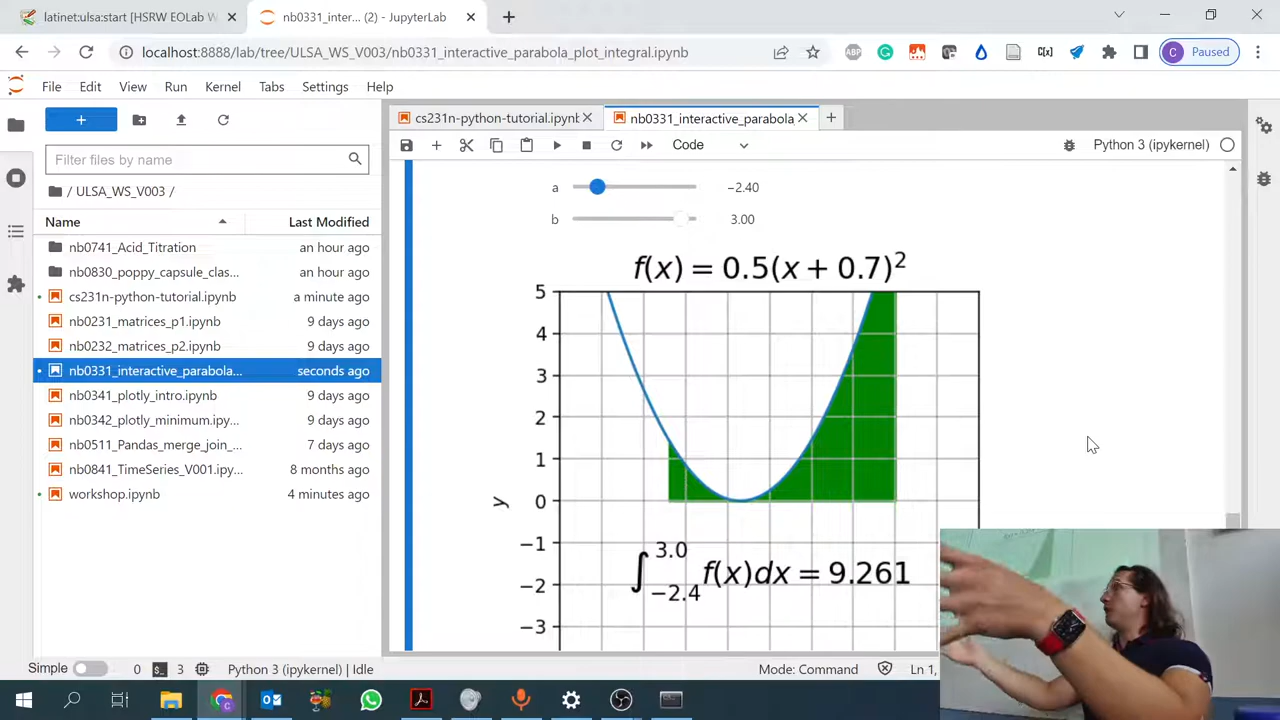 latinet:ulsa:start [HSRW EOLab W
nb0331_inter... (2) - JupyterLab
localhost:8888/lab/tree/ULSA_WS_V003/nb0331_interactive_parabola_plot_integral.ipynb
ABP
C[x]
C
Paused
File Edit View Run Kernel Tabs Settings Help
cs231n-python-tutorial.ipynb
nb0331_interactive_parabola
Filter files by name
Code
Python 3 (ipykernel)
/ ULSA_WS_V003 /
Name Last Modified
nb0741_Acid_Titration an hour ago
nb0830_poppy_capsule_clas... an hour ago
cs231n-python-tutorial.ipynb a minute ago
nb0231_matrices_p1.ipynb 9 days ago
nb0232_matrices_p2.ipynb 9 days ago
nb0331_interactive_parabola... seconds ago
nb0341_plotly_intro.ipynb 9 days ago
nb0342_plotly_minimum.ipy... 9 days ago
nb0511_Pandas_merge_join_... 7 days ago
nb0841_TimeSeries_V001.ipy... 8 months ago
workshop.ipynb 4 minutes ago
a −2.40
b 3.00
f(x) = 0.5(x + 0.7)²
5
4
3
2
1
0
−1
−2
−3
y
∫₋₂.₄³·⁰ f(x)dx = 9.261
Simple 0 3 Python 3 (ipykernel) | Idle
Mode: Command Ln 1,